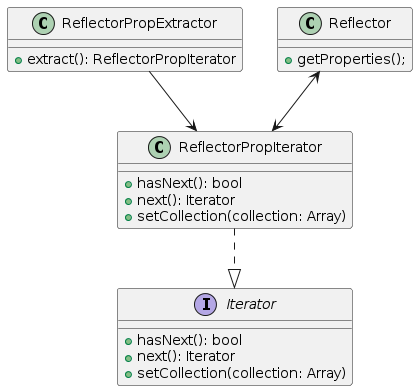 C ReflectorPropExtractor
extract(): ReflectorPropIterator
C Reflector
getProperties();
C ReflectorPropIterator
hasNext(): bool
next(): Iterator
setCollection(collection: Array)
I Iterator
hasNext(): bool
next(): Iterator
setCollection(collection: Array)